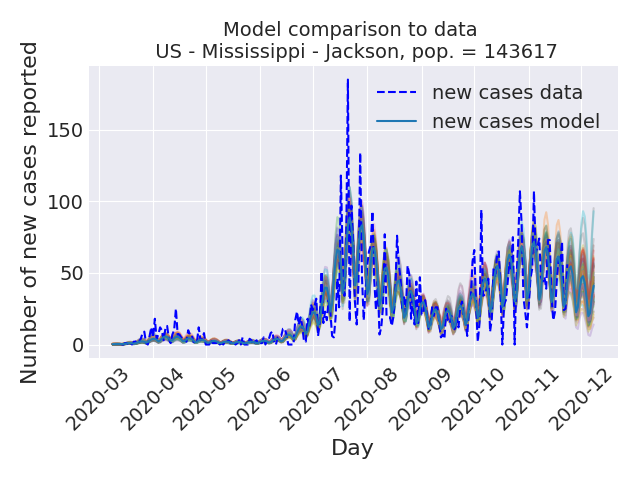 Model comparison to data
US - Mississippi - Jackson, pop. = 143617
Number of new cases reported
150
100
50
0
new cases data
new cases model
2020-03
2020-04
2020-05
2020-06
2020-07
2020-08
2020-09
2020-10
2020-11
2020-12
Day